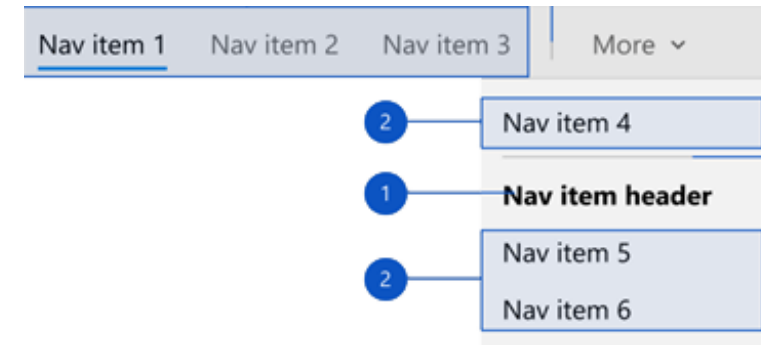 Nav item 1 Nav item 2 Nav item 3 More
2 Nav item 4
1 Nav item header
Nav item 5
2
Nav item 6